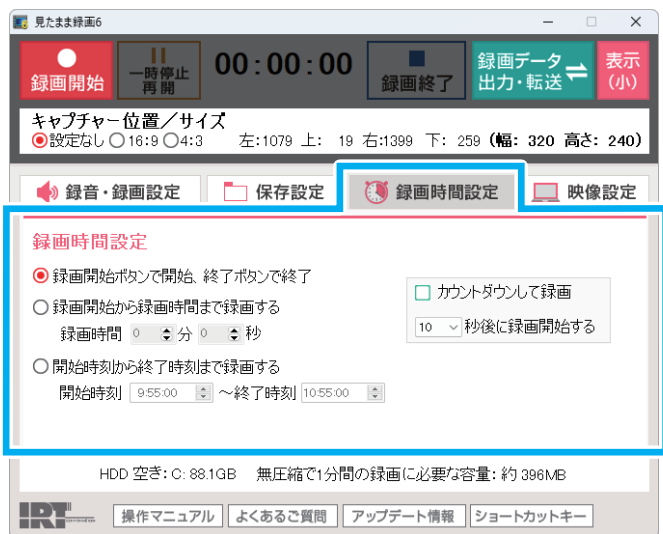 見たまま録画6
録画開始
一時停止
再開
00:00:00
録画終了
録画データ
出力・転送
表示
(小)
キャプチャー位置／サイズ
設定なし 16:9 4:3 左:1079 上: 19 右:1399 下: 259 (幅: 320 高さ: 240)
録音・録画設定 保存設定 録画時間設定 映像設定
録画時間設定
録画開始ボタンで開始、終了ボタンで終了
録画開始から録画時間まで録画する
録画時間 0 分 0 秒
開始時刻から終了時刻まで録画する
開始時刻 9:55:00 ～終了時刻 10:55:00
カウントダウンして録画
10 秒後に録画開始する
HDD 空き: C: 88.1GB 無圧縮で1分間の録画に必要な容量: 約 396MB
IRT 操作マニュアル よくあるご質問 アップデート情報 ショートカットキー